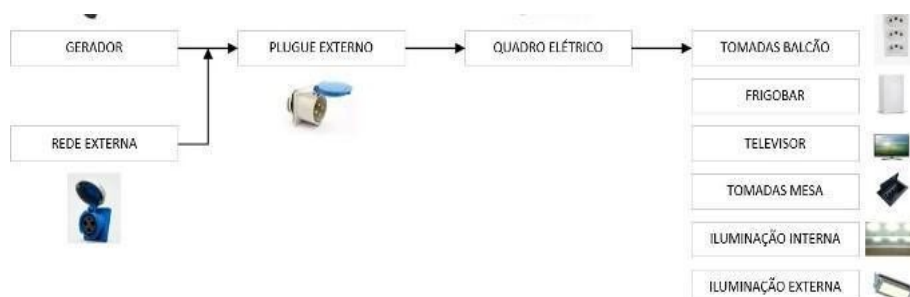 GERADOR
PLUGUE EXTERNO
QUADRO ELÉTRICO
TOMADAS BALCÃO
FRIGOBAR
REDE EXTERNA
TELEVISOR
TOMADAS MESA
ILUMINAÇÃO INTERNA
ILUMINAÇÃO EXTERNA